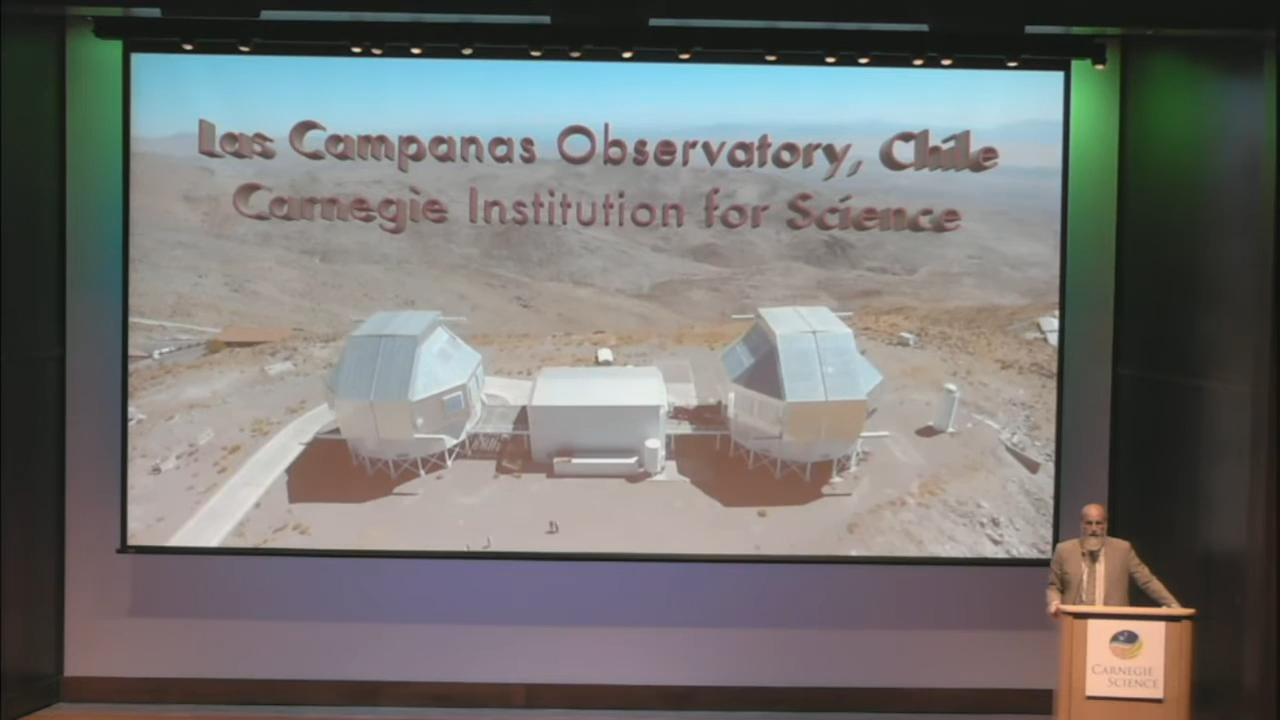 Las Campanas Observatory, Chile
Carnegie Institution for Science
CARNEGIE
SCIENCE